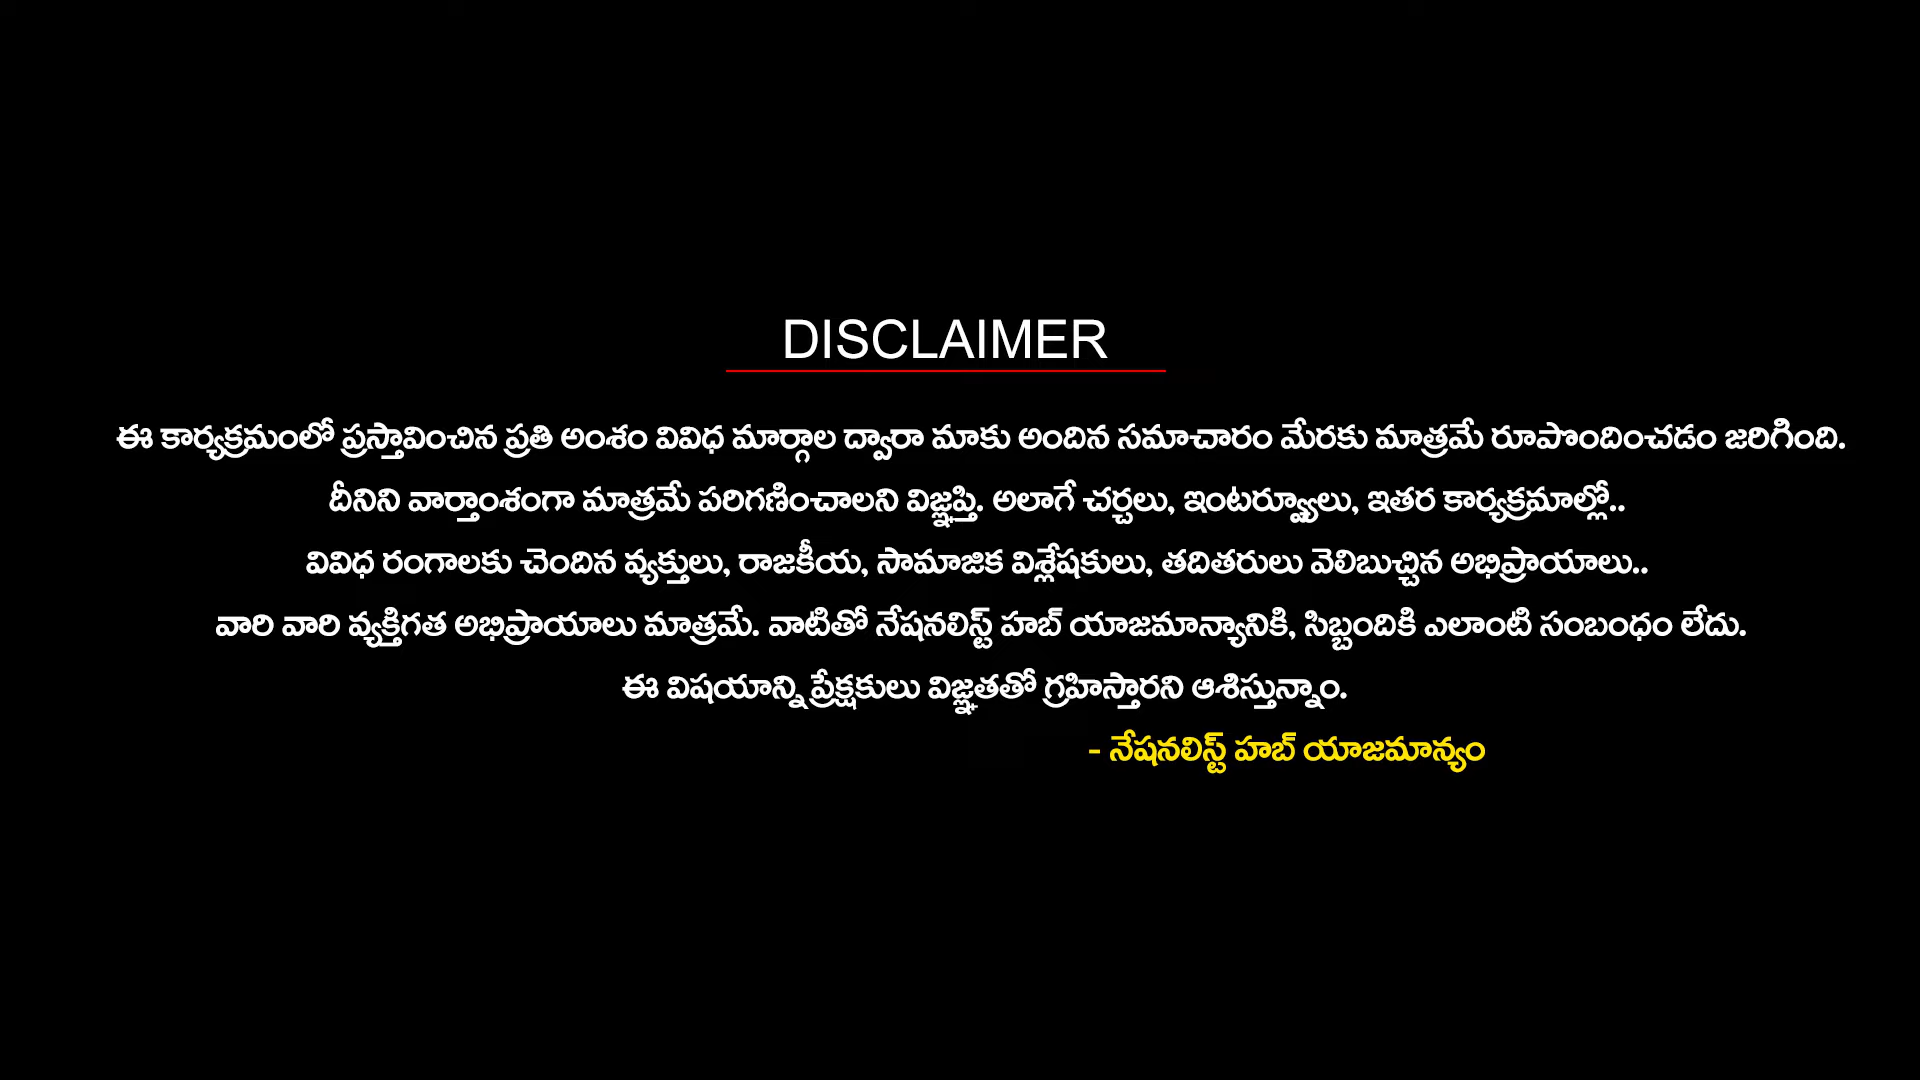 DISCLAIMER
ఈ కార్యక్రమంలో ప్రస్తావించిన ప్రతి అంశం వివిధ మార్గాల ద్వారా మాకు అందిన సమాచారం మేరకు మాత్రమే రూపొందించడం జరిగింది.
దీనిని వార్తాంశంగా మాత్రమే పరిగణించాలని విజ్ఞప్తి. అలాగే చర్చలు, ఇంటర్వ్యూలు, ఇతర కార్యక్రమాల్లో..
వివిధ రంగాలకు చెందిన వ్యక్తులు, రాజకీయ, సామాజిక విశ్లేషకులు, తదితరులు వెలిబుచ్చిన అభిప్రాయాలు..
వారి వారి వ్యక్తిగత అభిప్రాయాలు మాత్రమే. వాటితో నేషనలిస్ట్ హబ్ యాజమాన్యానికి, సిబ్బందికి ఎలాంటి సంబంధం లేదు.
ఈ విషయాన్ని ప్రేక్షకులు విజ్ఞతతో గ్రహిస్తారని ఆశిస్తున్నాం.
- నేషనలిస్ట్ హబ్ యాజమాన్యం